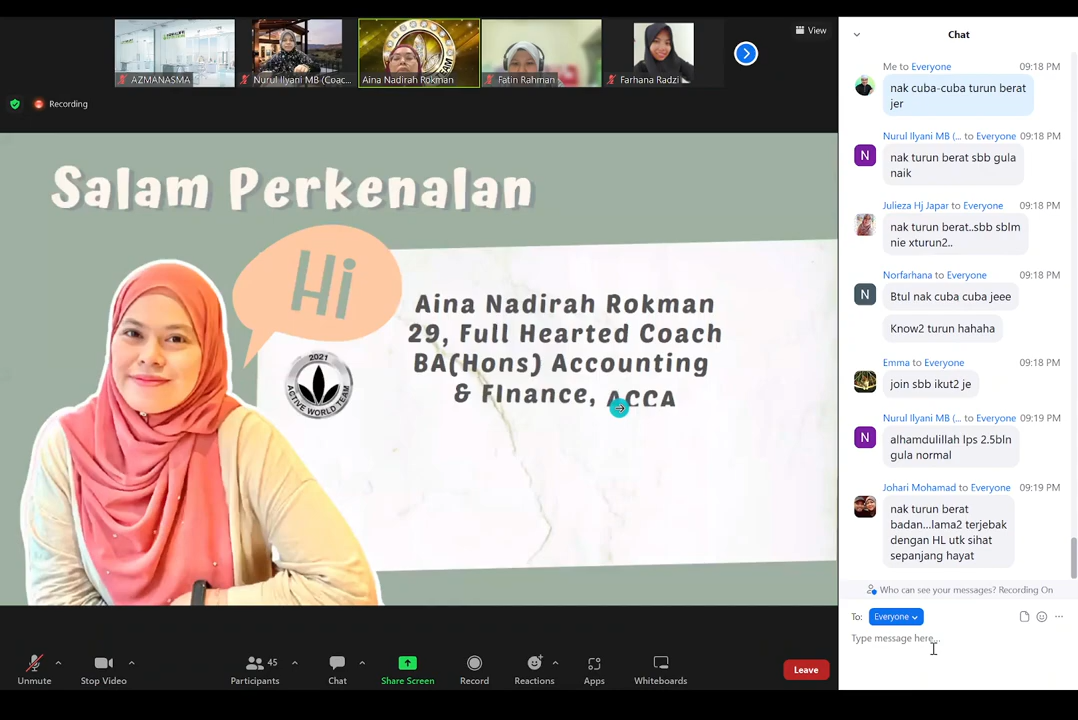 View
AZMANASMA
Nurul Ilyani MB (Coac...
Aina Nadirah Rokman
Fatin Rahman
Farhana Radzi
Recording
Salam Perkenalan
Hi
2021
ACTIVE WORLD TEAM
Aina Nadirah Rokman
29, Full Hearted Coach
BA(Hons) Accounting
& FInance, ACCA
Unmute
Stop Video
45
Participants
Chat
Share Screen
Record
Reactions
Apps
Whiteboards
Leave
Chat
Me to Everyone 09:18 PM
nak cuba-cuba turun berat
jer
Nurul Ilyani MB (... to Everyone 09:18 PM
N
nak turun berat sbb gula
naik
Julieza Hj Japar to Everyone 09:18 PM
nak turun berat..sbb sblm
nie xturun2..
Norfarhana to Everyone 09:18 PM
N
Btul nak cuba cuba jeee
Know2 turun hahaha
Emma to Everyone 09:18 PM
join sbb ikut2 je
Nurul Ilyani MB (... to Everyone 09:19 PM
N
alhamdulillah lps 2.5bln
gula normal
Johari Mohamad to Everyone 09:19 PM
nak turun berat
badan...lama2 terjebak
dengan HL utk sihat
sepanjang hayat
Who can see your messages? Recording On
To: Everyone
Type message here...